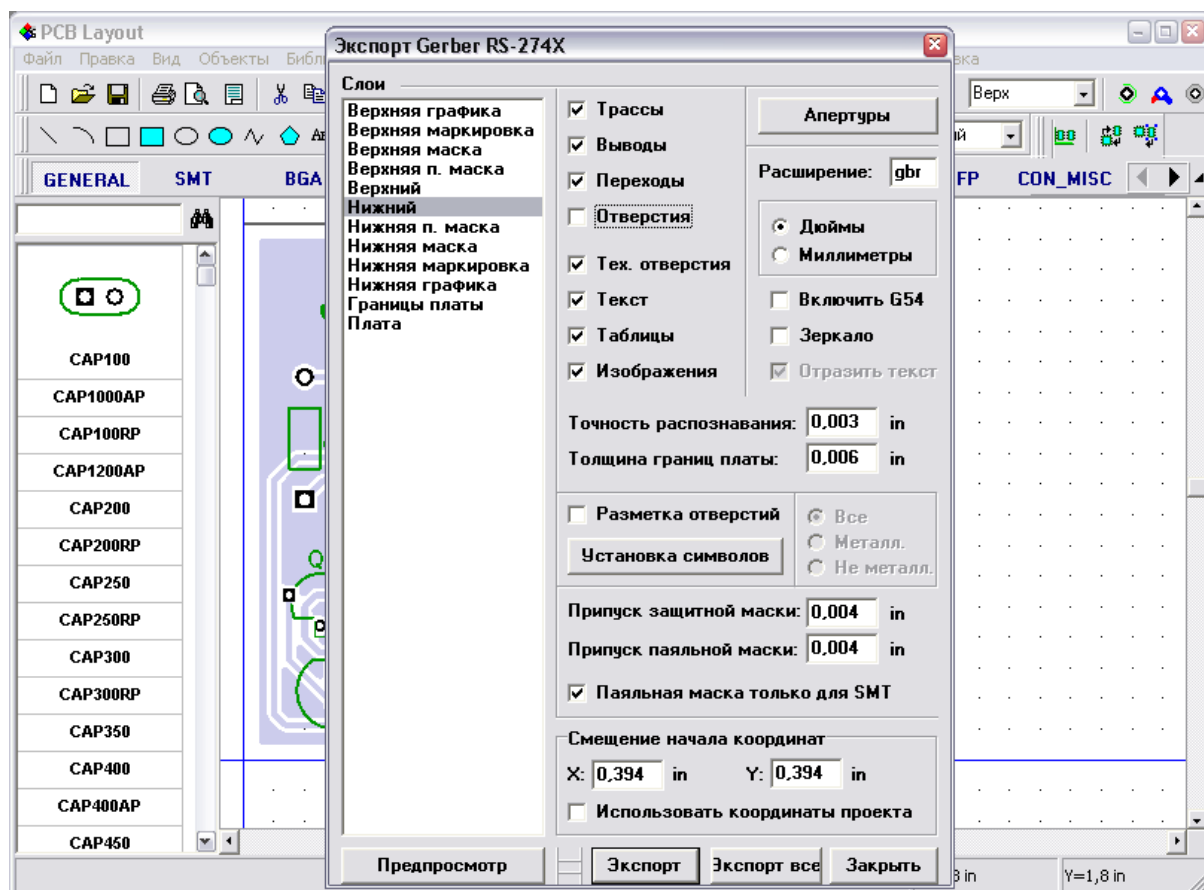 PCB Layout
Файл Правка Вид Объекты
Верх
GENERAL SMT BGA
CON_MISC
CAP100
CAP1000AP
CAP100RP
CAP1200AP
CAP200
CAP200RP
CAP250
CAP250RP
CAP300
CAP300RP
CAP350
CAP400
CAP400AP
CAP450
Q
Экспорт Gerber RS-274X
Слои
Верхняя графика
Верхняя маркировка
Верхняя маска
Верхняя п. маска
Верхний
Нижний
Нижняя п. маска
Нижняя маска
Нижняя маркировка
Нижняя графика
Границы платы
Плата
Предпросмотр
Трассы
Выводы
Переходы
Отверстия
Тех. отверстия
Текст
Таблицы
Изображения
Апертуры
Расширение: gbr
Дюймы
Миллиметры
Включить G54
Зеркало
Отразить текст
Точность распознавания: 0,003 in
Толщина границ платы: 0,006 in
Разметка отверстий
Установка символов
Все
Металл.
Не металл.
Припуск защитной маски: 0,004 in
Припуск паяльной маски: 0,004 in
Паяльная маска только для SMT
Смещение начала координат
X: 0,394 in Y: 0,394 in
Использовать координаты проекта
Экспорт Экспорт все Закрыть
Y=1,8 in